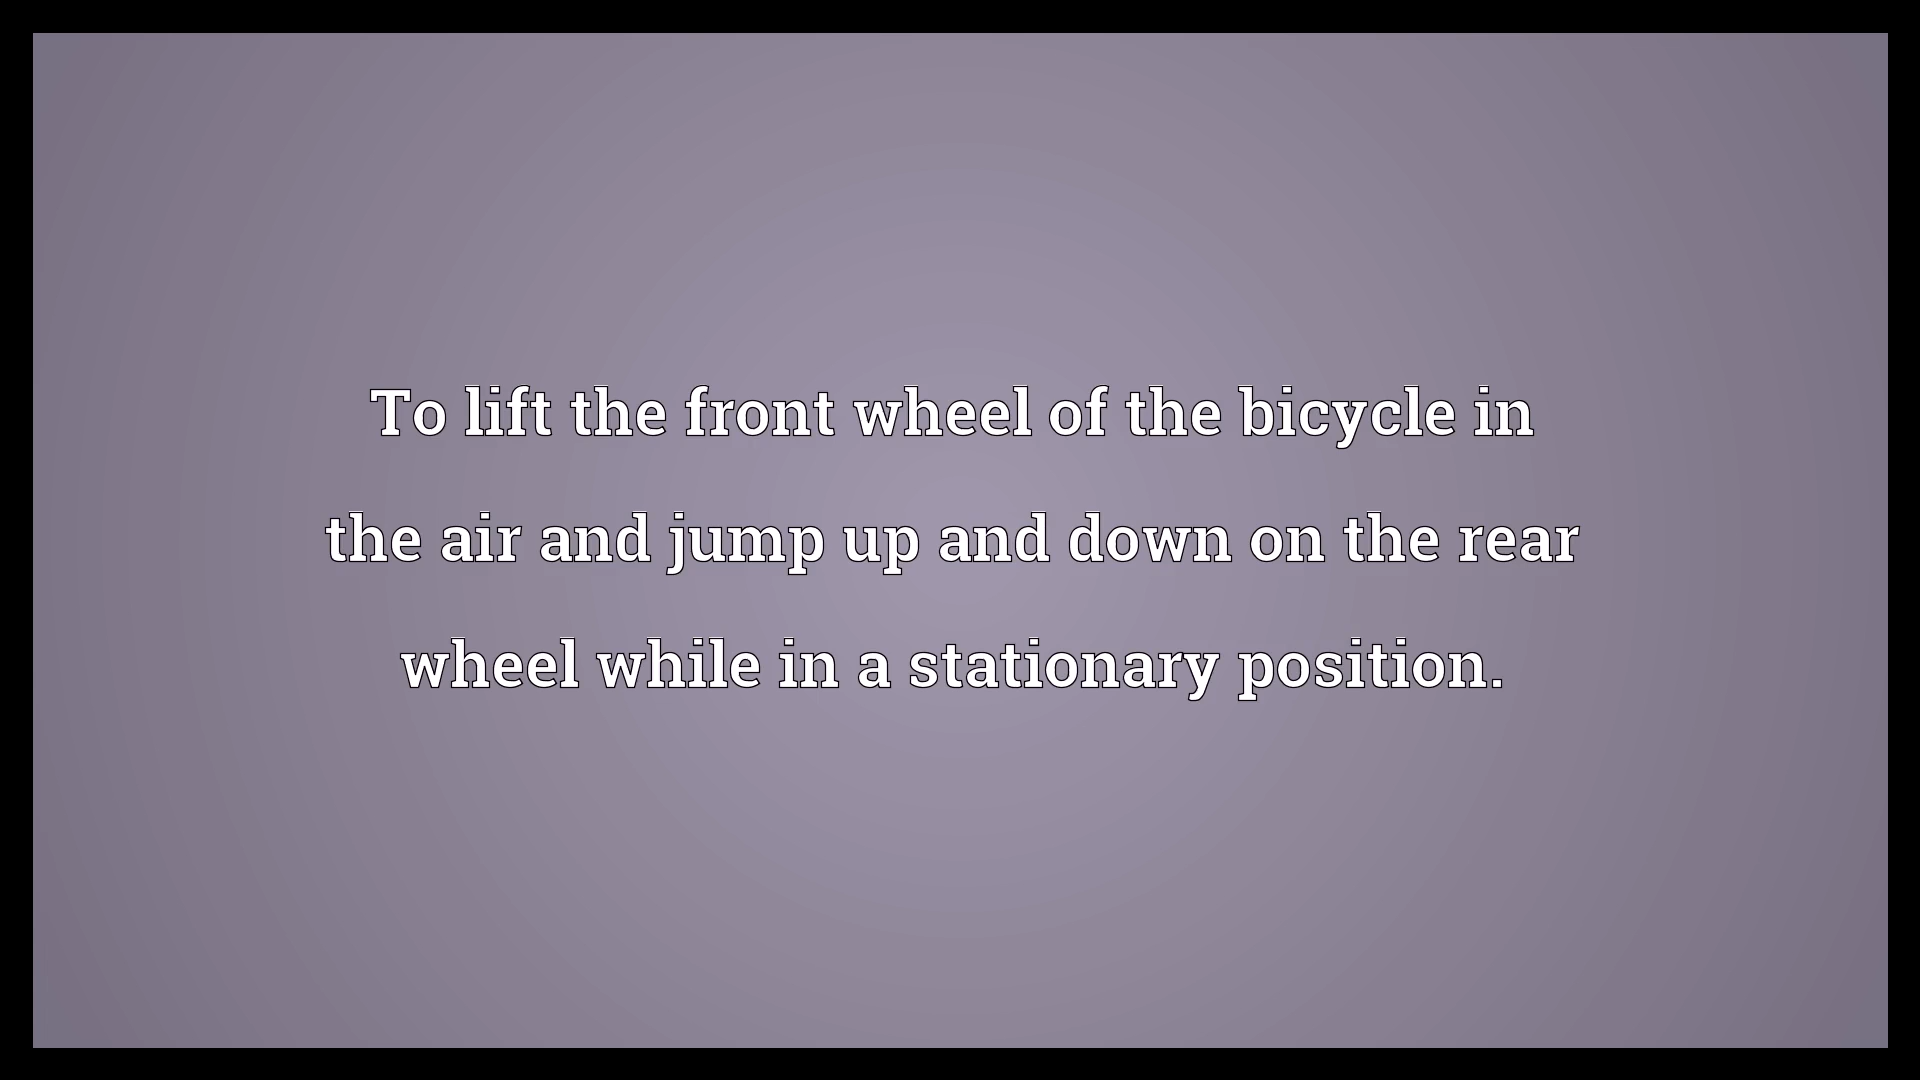 To lift the front wheel of the bicycle in
the air and jump up and down on the rear
wheel while in a stationary position.